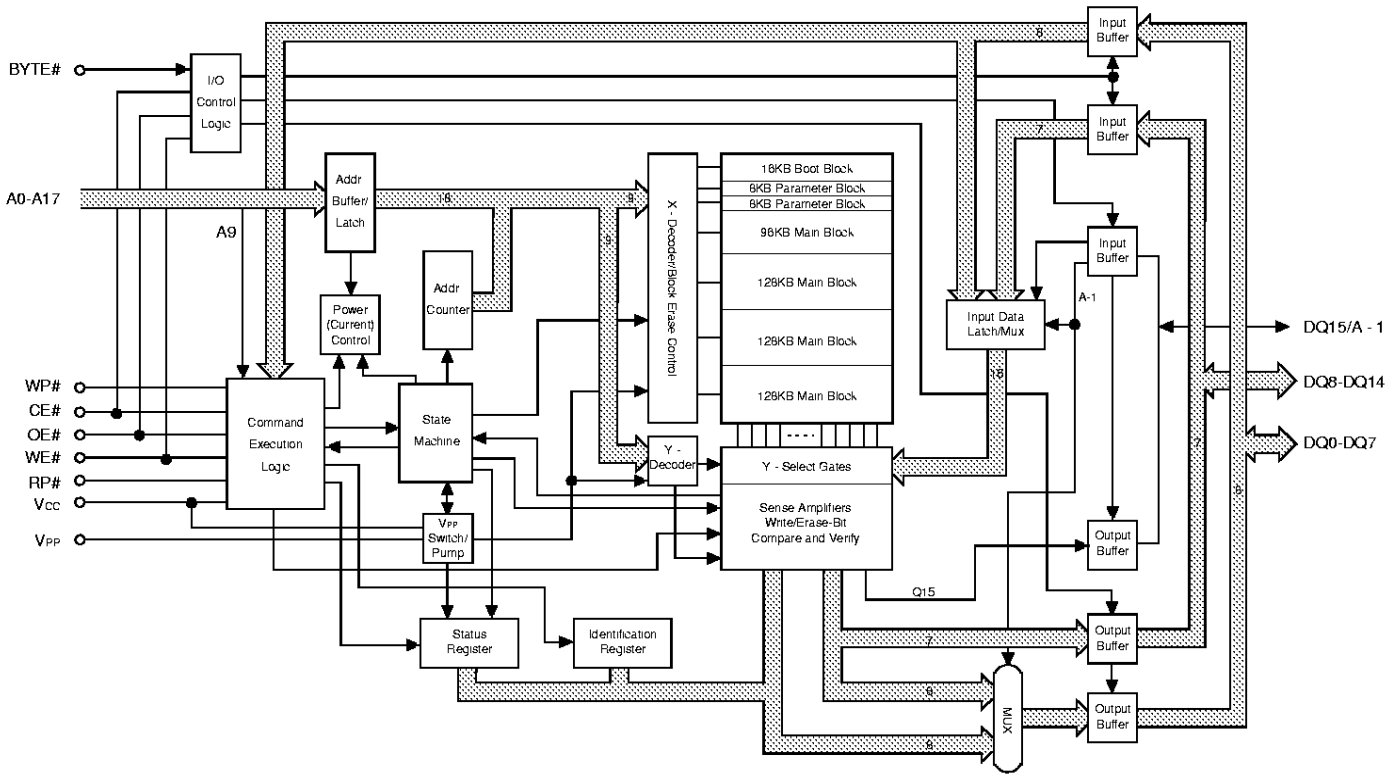 Input
Buffer
8
BYTE#
I/O
Control
Logic
Input
Buffer
7
A0-A17
Addr
Buffer/
Latch
18
9
9
A9
X - Decoder/Block Erase Control
16KB Boot Block
8KB Parameter Block
8KB Parameter Block
96KB Main Block
128KB Main Block
128KB Main Block
128KB Main Block
Input
Buffer
Addr
Counter
A-1
Power
(Current)
Control
Input Data
Latch/Mux
DQ15/A - 1
16
DQ8-DQ14
WP#
CE#
OE#
WE#
RP#
VCC
VPP
Command
Execution
Logic
State
Machine
7
DQ0-DQ7
Y -
Decoder
Y - Select Gates
8
Sense Amplifiers
Write/Erase-Bit
Compare and Verify
VPP
Switch/
Pump
Output
Buffer
Q15
Status
Register
Identification
Register
7
Output
Buffer
8
8
MUX
Output
Buffer